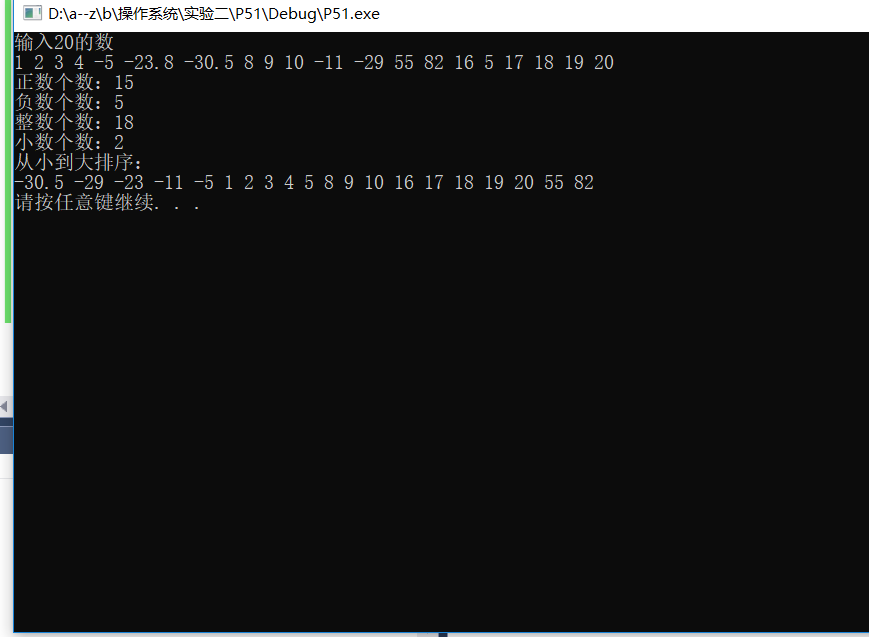 D:\a--z\b\操作系统\实验二\P51\Debug\P51.exe
输入20的数
1 2 3 4 -5 -23.8 -30.5 8 9 10 -11 -29 55 82 16 5 17 18 19 20
正数个数：15
负数个数：5
整数个数：18
小数个数：2
从小到大排序：
-30.5 -29 -23 -11 -5 1 2 3 4 5 8 9 10 16 17 18 19 20 55 82
请按任意键继续. . .